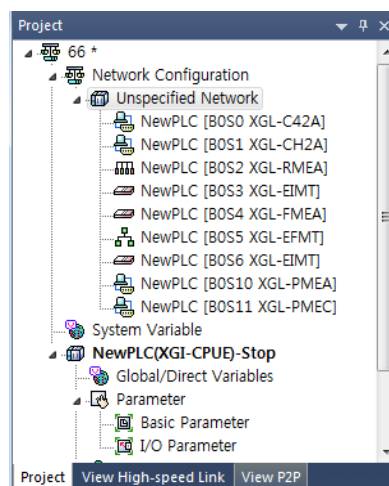 Project
66 *
Network Configuration
Unspecified Network
NewPLC [B0S0 XGL-C42A]
NewPLC [B0S1 XGL-CH2A]
NewPLC [B0S2 XGL-RMEA]
NewPLC [B0S3 XGL-EIMT]
NewPLC [B0S4 XGL-FMEA]
NewPLC [B0S5 XGL-EFMT]
NewPLC [B0S6 XGL-EIMT]
NewPLC [B0S10 XGL-PMEA]
NewPLC [B0S11 XGL-PMEC]
System Variable
NewPLC(XGI-CPUE)-Stop
Global/Direct Variables
Parameter
Basic Parameter
I/O Parameter
Project View High-speed Link View P2P